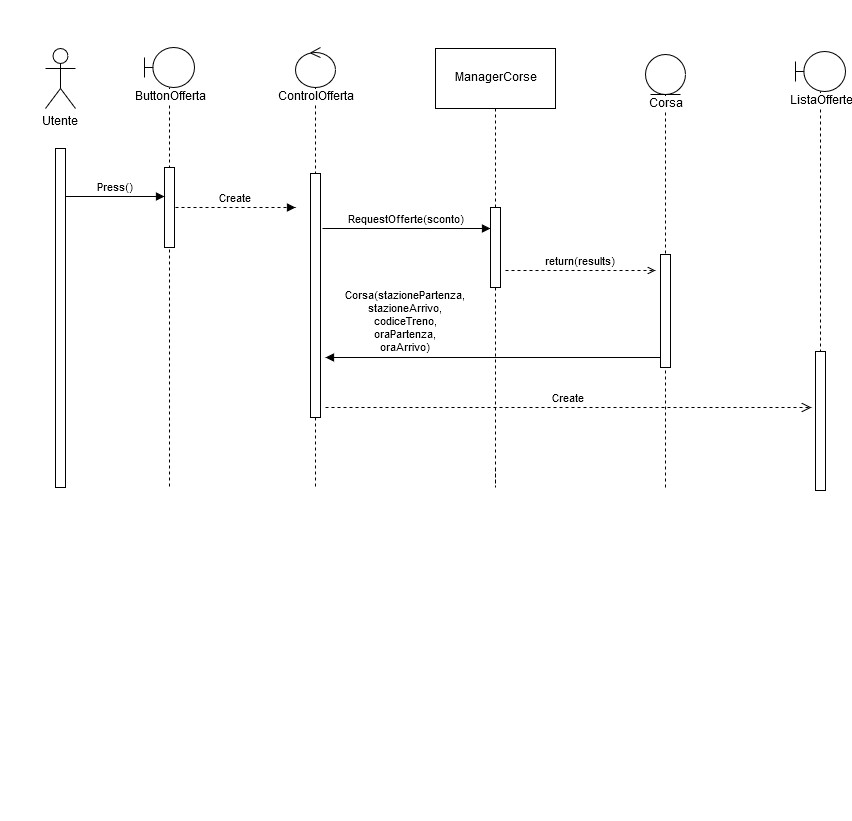 Utente
ButtonOfferta
ControlOfferta
ManagerCorse
Corsa
ListaOfferte
Press()
Create
RequestOfferte(sconto)
return(results)
Corsa(stazionePartenza,
stazioneArrivo,
codiceTreno,
oraPartenza,
oraArrivo)
Create